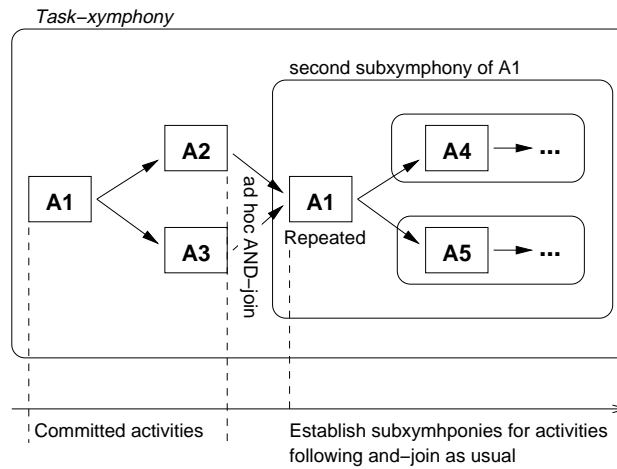 Task–xymphony
second subxymphony of A1
A2
A4
...
A1
ad hoc AND–join
A1
Repeated
A3
A5
...
Committed activities
Establish subxymhponies for activities
following and–join as usual